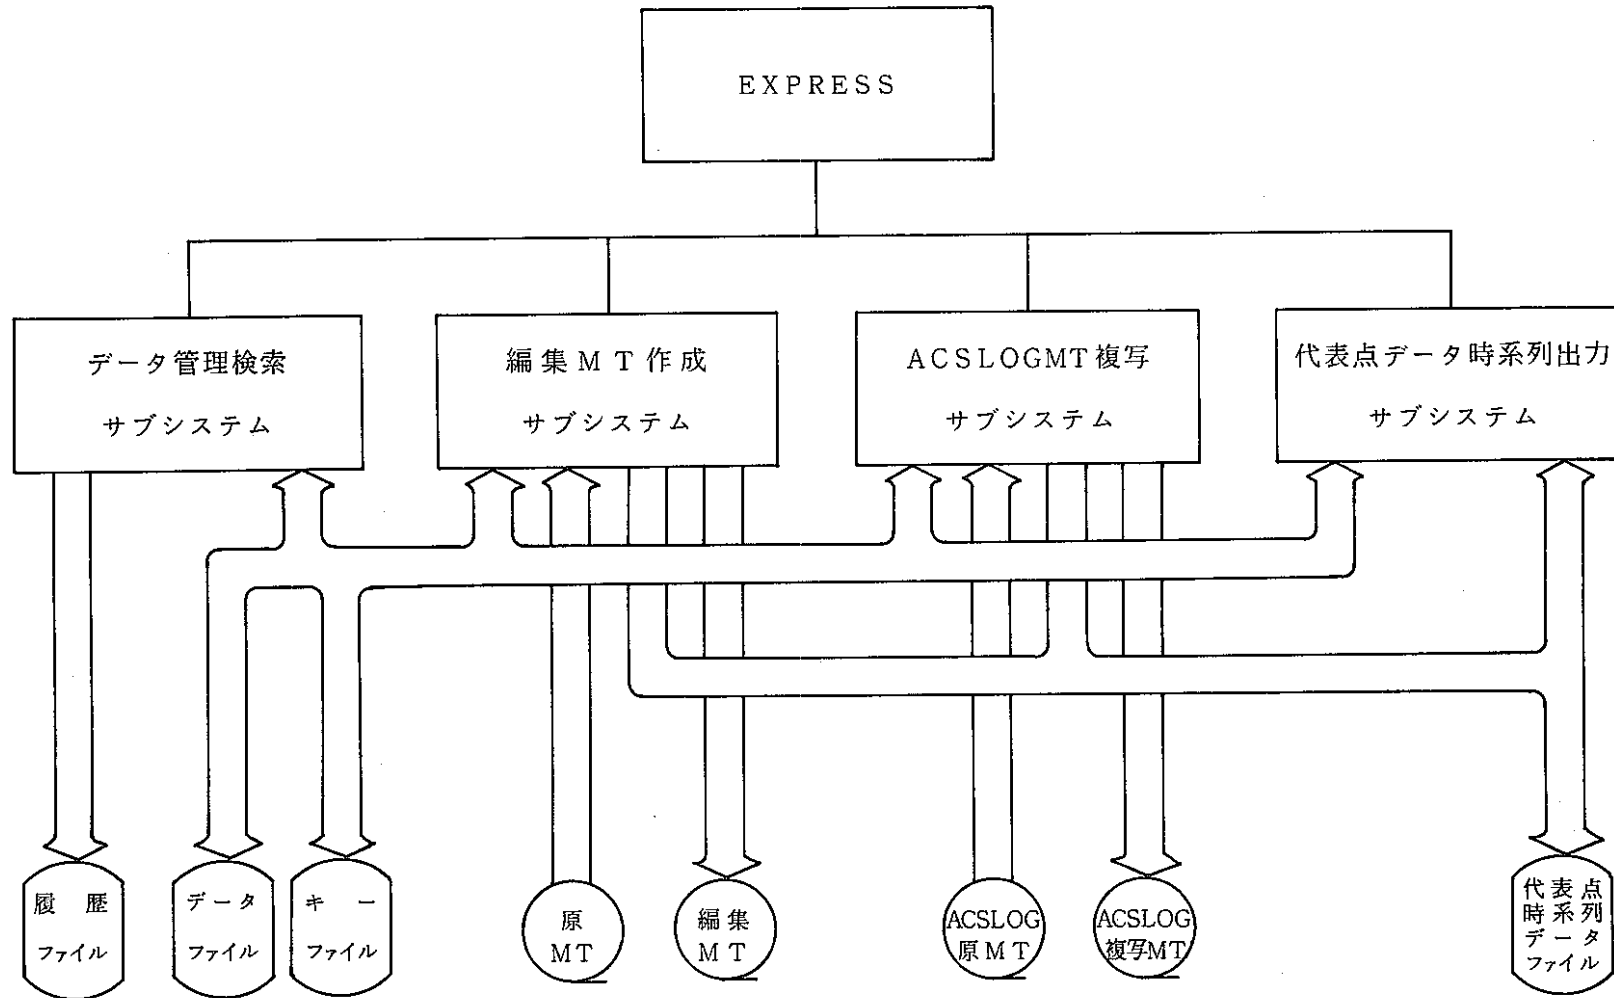 EXPRESS
データ管理検索
サブシステム
編集MT作成
サブシステム
ACSLOGMT複写
サブシステム
代表点データ時系列出力
サブシステム
履歴
ファイル
データ
ファイル
キー
ファイル
原
MT
編集
MT
ACSLOG
原MT
ACSLOG
複写MT
代表点
時系列
データ
ファイル